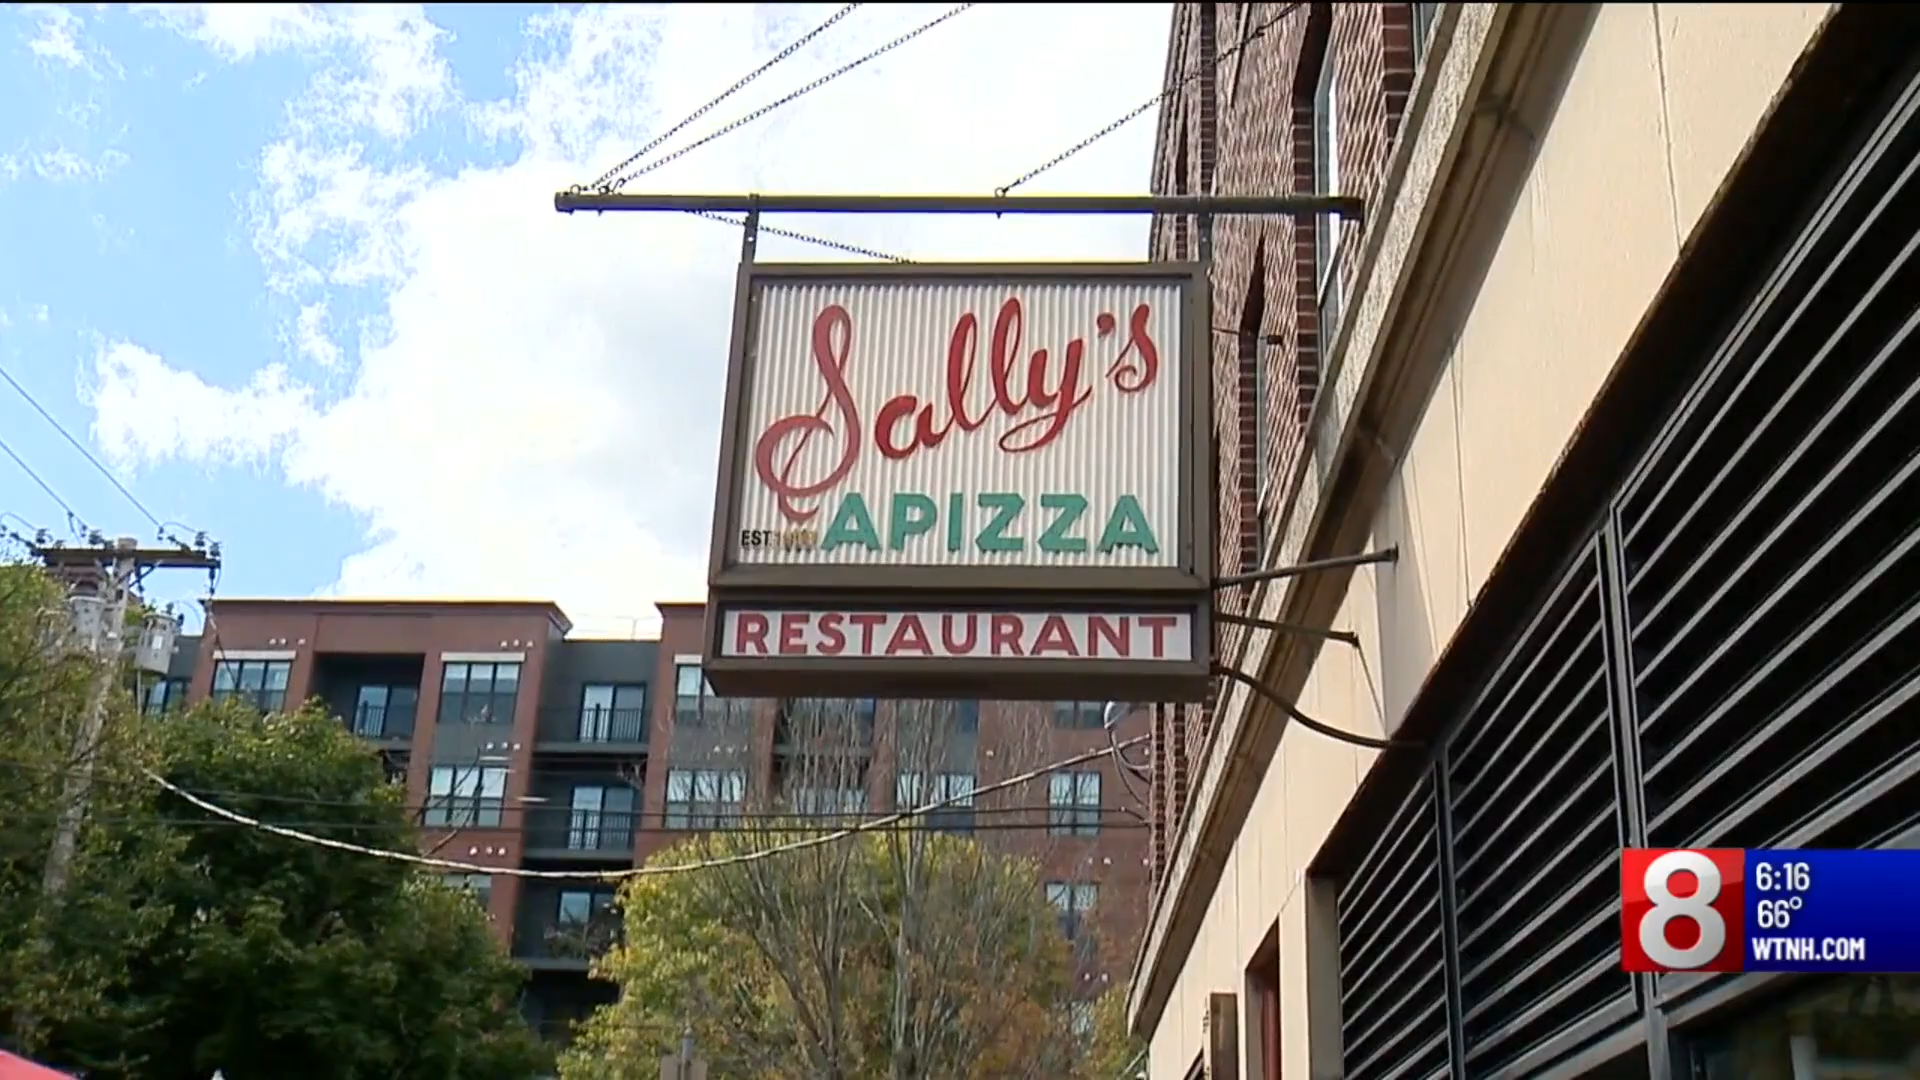 Sally's
EST
APIZZA
RESTAURANT
8
6:16
66°
WTNH.COM